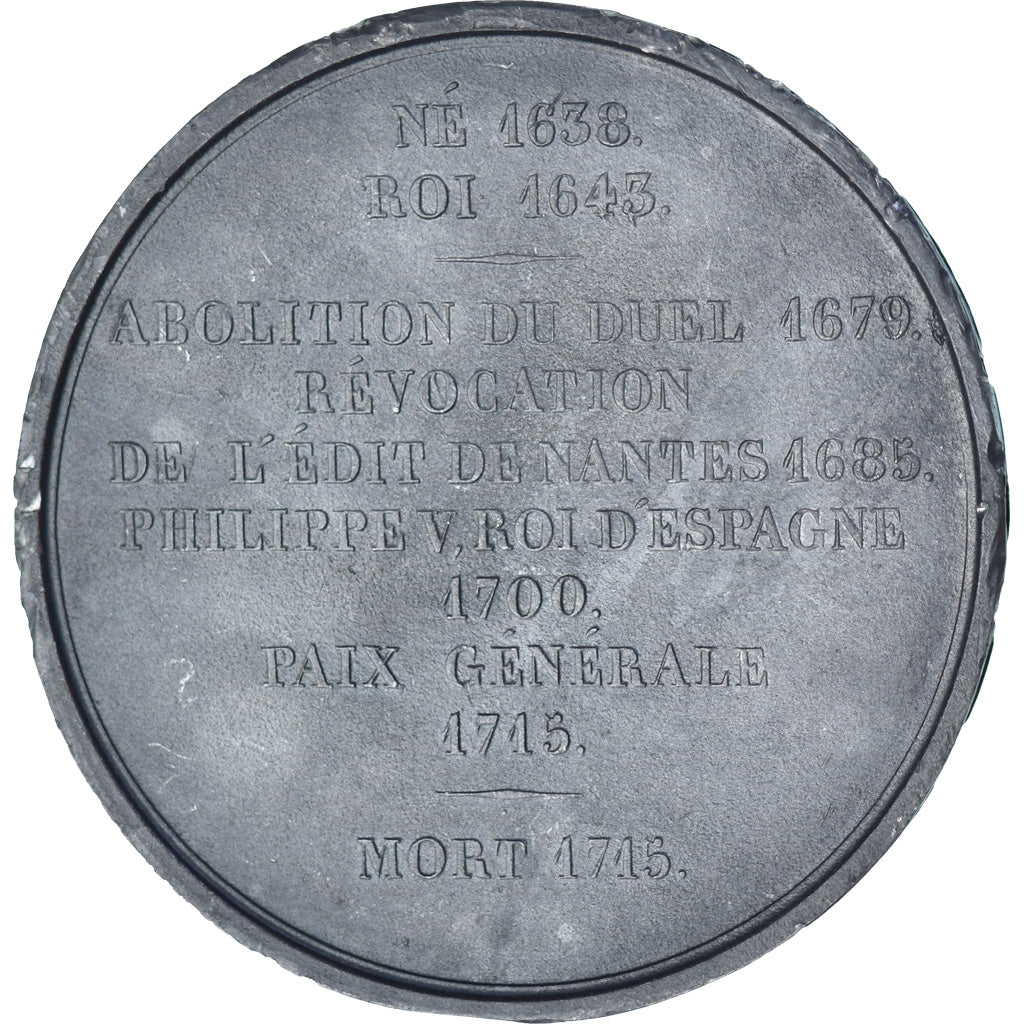 NÉ 1638.
ROI 1643.
ABOLITION DU DUEL 1679.
RÉVOCATION
DE L'ÉDIT DE NANTES 1685.
PHILIPPE V, ROI D'ESPAGNE
1700.
PAIX GÉNÉRALE
1715.
MORT 1715.